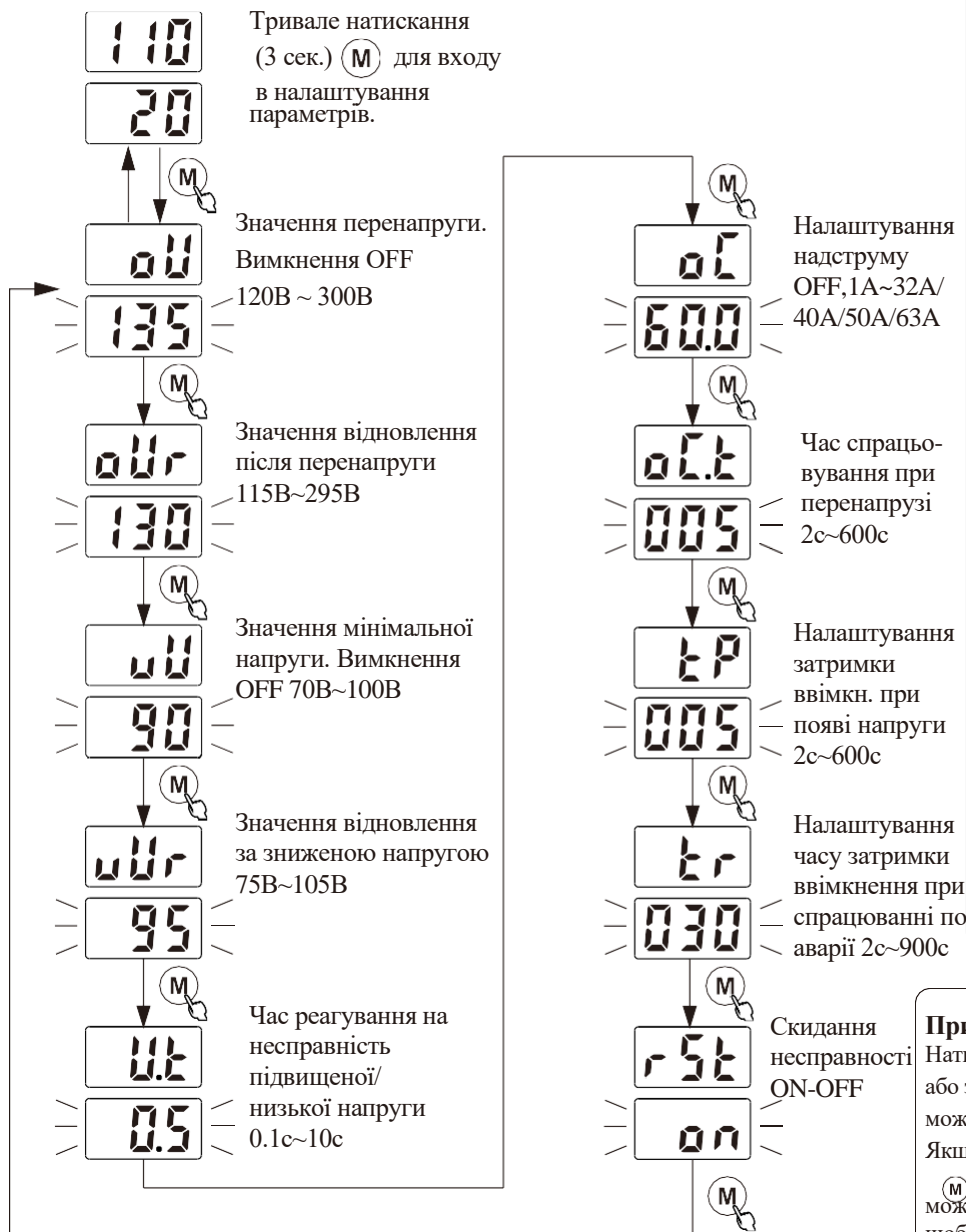 110
20
Тривале натискання
(3 сек.) M для входу
в налаштування
параметрів.
M
oU
135
Значення перенапруги.
Вимкнення OFF
120В ~ 300В
M
oUr
130
Значення відновлення
після перенапруги
115В~295В
M
uU
90
Значення мінімальної
напруги. Вимкнення
OFF 70В~100В
M
uUr
95
Значення відновлення
за зниженою напругою
75В~105В
M
U.t
0.5
Час реагування на
несправність
підвищеної/
низької напруги
0.1с~10с
M
oC
60.0
Налаштування
надструму
OFF,1А~32А/
40А/50А/63А
M
oC.t
005
Час спрацьо-
вування при
перенапрузі
2с~600с
M
tP
005
Налаштування
затримки
ввімкн. при
появі напруги
2с~600с
M
tr
030
Налаштування
часу затримки
ввімкнення при
спрацюванні по
аварії 2с~900с
M
rSt
on
Скидання
несправності
ON-OFF
M
При
або
M